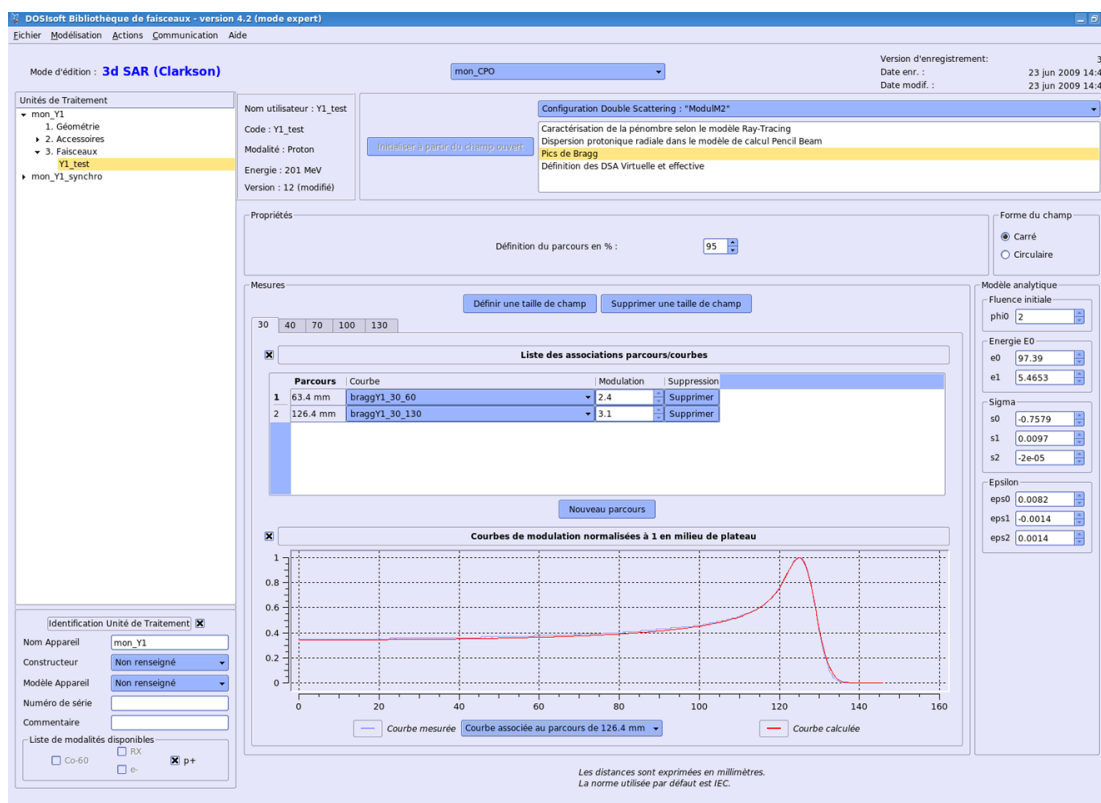 DOSIsoft Bibliothèque de faisceaux - version 4.2 (mode expert)
Fichier Modélisation Actions Communication Aide
Mode d'édition : 3d SAR (Clarkson)
mon_CPO
Version d'enregistrement: 3
Date enr. : 23 jun 2009 14:4
Date modif. : 23 jun 2009 14:4
Unités de Traitement
mon_Y1
1. Géométrie
2. Accessoires
3. Faisceaux
Y1_test
mon_Y1_synchro
Nom utilisateur : Y1_test
Code : Y1_test
Modalité : Proton
Energie : 201 MeV
Version : 12 (modifié)
Initialiser à partir du champ ouvert
Configuration Double Scattering : "ModulM2"
Caractérisation de la pénombre selon le modèle Ray-Tracing
Dispersion protonique radiale dans le modèle de calcul Pencil Beam
Pics de Bragg
Définition des DSA Virtuelle et effective
Propriétés
Définition du parcours en % : 95
Forme du champ
Carré
Circulaire
Mesures
Définir une taille de champ Supprimer une taille de champ
30 40 70 100 130
Liste des associations parcours/courbes
Parcours Courbe Modulation Suppression
1 63.4 mm braggY1_30_60 2.4 Supprimer
2 126.4 mm braggY1_30_130 3.1 Supprimer
Nouveau parcours
Courbes de modulation normalisées à 1 en milieu de plateau
1
0.8
0.6
0.4
0.2
0
0 20 40 60 80 100 120 140 160
Courbe mesurée Courbe associée au parcours de 126.4 mm Courbe calculée
Modèle analytique
Fluence initiale
phi0 2
Energie E0
e0 97.39
e1 5.4653
Sigma
s0 -0.7579
s1 0.0097
s2 -2e-05
Epsilon
eps0 0.0082
eps1 -0.0014
eps2 0.0014
Identification Unité de Traitement
Nom Appareil mon_Y1
Constructeur Non renseigné
Modèle Appareil Non renseigné
Numéro de série
Commentaire
Liste de modalités disponibles
Co-60 RX p+
e-
Les distances sont exprimées en millimètres.
La norme utilisée par défaut est IEC.